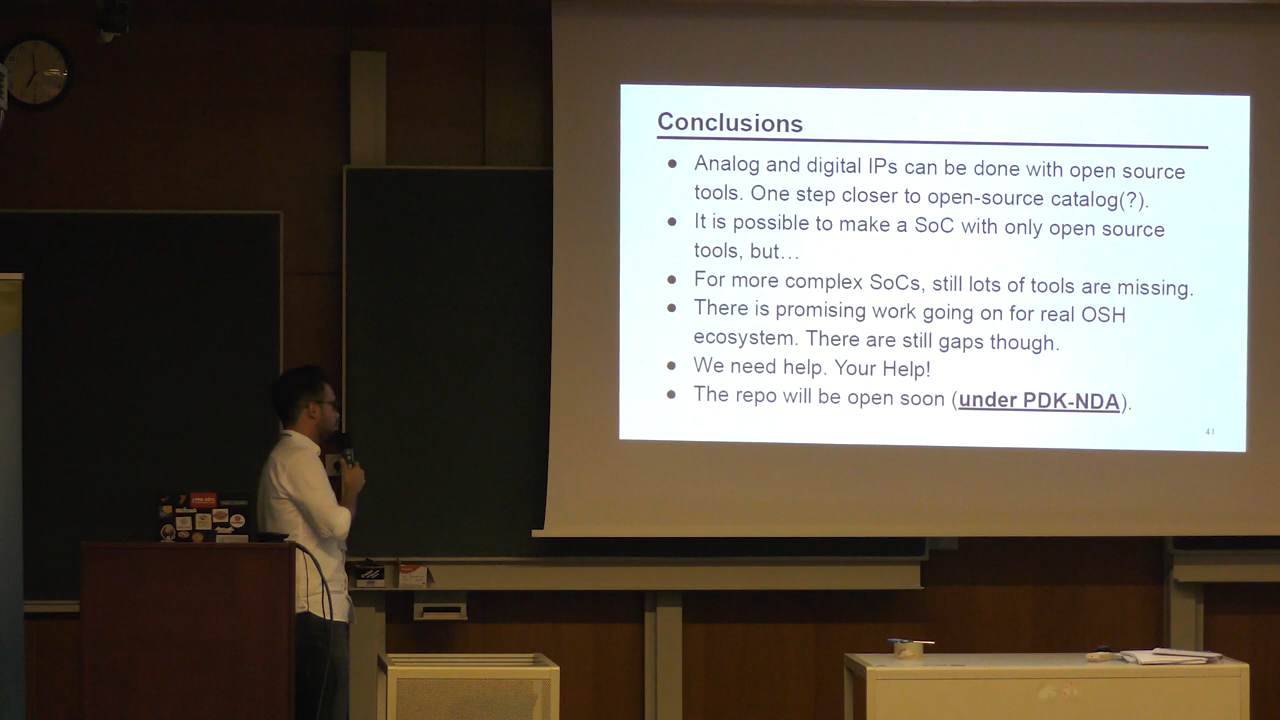 Conclusions
● Analog and digital IPs can be done with open source
tools. One step closer to open-source catalog(?).
● It is possible to make a SoC with only open source
tools, but…
● For more complex SoCs, still lots of tools are missing.
● There is promising work going on for real OSH
ecosystem. There are still gaps though.
● We need help. Your Help!
● The repo will be open soon (under PDK-NDA).
41